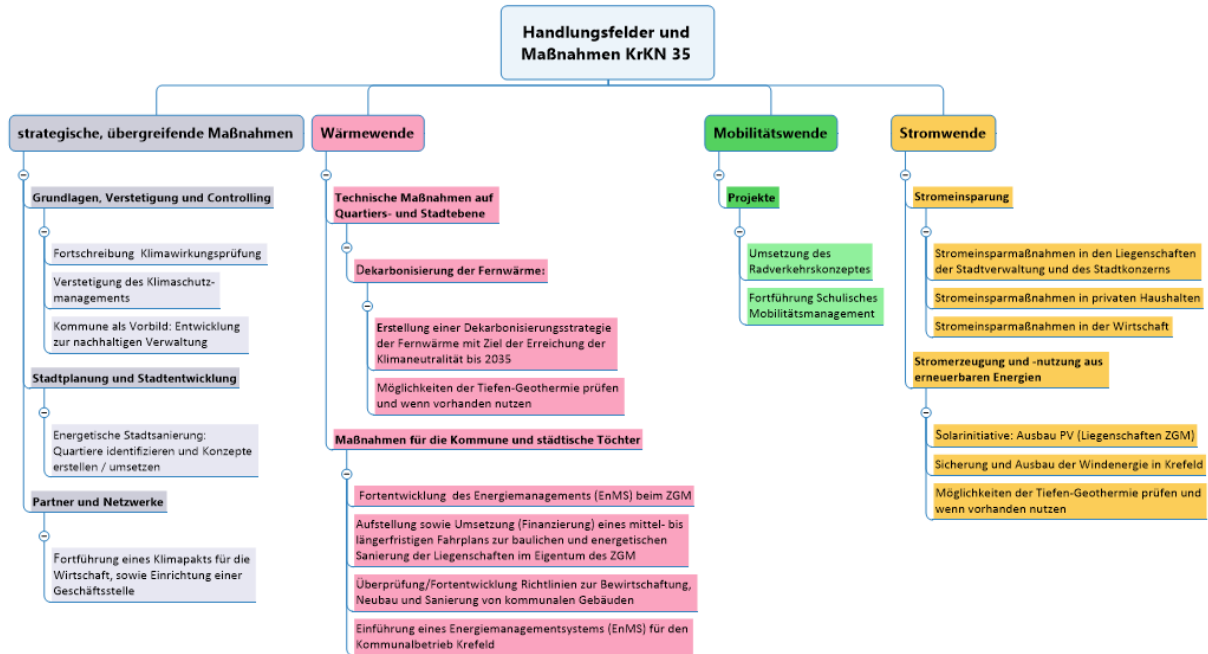 Handlungsfelder und
Maßnahmen KrKN 35
strategische, übergreifende Maßnahmen
Grundlagen, Verstetigung und Controlling
Fortschreibung Klimawirkungsprüfung
Verstetigung des Klimaschutz-
managements
Kommune als Vorbild: Entwicklung
zur nachhaltigen Verwaltung
Stadtplanung und Stadtentwicklung
Energetische Stadtsanierung:
Quartiere identifizieren und Konzepte
erstellen / umsetzen
Partner und Netzwerke
Fortführung eines Klimapakts für die
Wirtschaft, sowie Einrichtung einer
Geschäftsstelle
Wärmewende
Technische Maßnahmen auf
Quartiers- und Stadtebene
Dekarbonisierung der Fernwärme:
Erstellung einer Dekarbonisierungsstrategie
der Fernwärme mit Ziel der Erreichung der
Klimaneutralität bis 2035
Möglichkeiten der Tiefen-Geothermie prüfen
und wenn vorhanden nutzen
Maßnahmen für die Kommune und städtische Töchter
Fortentwicklung des Energiemanagements (EnMS) beim ZGM
Aufstellung sowie Umsetzung (Finanzierung) eines mittel- bis
längerfristigen Fahrplans zur baulichen und energetischen
Sanierung der Liegenschaften im Eigentum des ZGM
Überprüfung/Fortentwicklung Richtlinien zur Bewirtschaftung,
Neubau und Sanierung von kommunalen Gebäuden
Einführung eines Energiemanagementsystems (EnMS) für den
Kommunalbetrieb Krefeld
Mobilitätswende
Projekte
Umsetzung des
Radverkehrskonzeptes
Fortführung Schulisches
Mobilitätsmanagement
Stromwende
Stromeinsparung
Stromeinsparmaßnahmen in den Liegenschaften
der Stadtverwaltung und des Stadtkonzerns
Stromeinsparmaßnahmen in privaten Haushalten
Stromeinsparmaßnahmen in der Wirtschaft
Stromerzeugung und -nutzung aus
erneuerbaren Energien
Solarinitiative: Ausbau PV (Liegenschaften ZGM)
Sicherung und Ausbau der Windenergie in Krefeld
Möglichkeiten der Tiefen-Geothermie prüfen und
wenn vorhanden nutzen